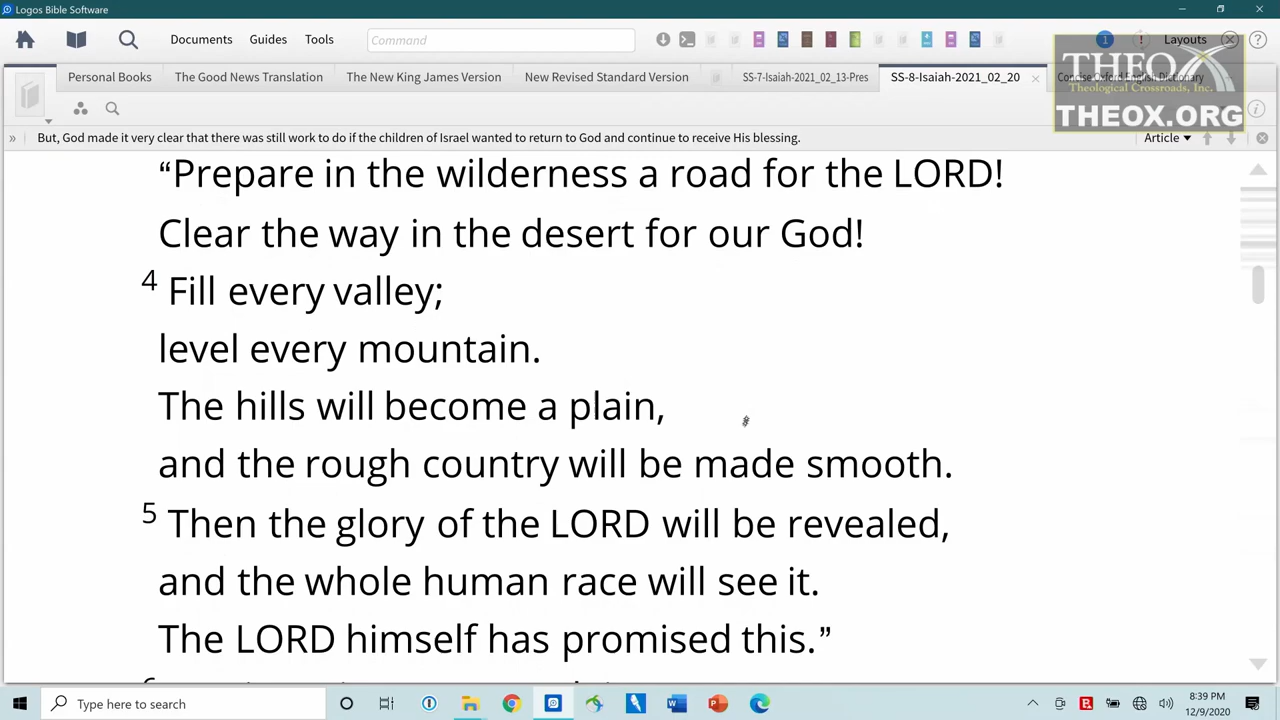 Logos Bible Software
Documents Guides Tools Command Layouts
THEO
Theological Crossroads, Inc.
THEOX.ORG
Personal Books The Good News Translation The New King James Version New Revised Standard Version SS-7-Isaiah-2021_02_13-Pres SS-8-Isaiah-2021_02_20 Concise Oxford English Dictionary
But, God made it very clear that there was still work to do if the children of Israel wanted to return to God and continue to receive His blessing. Article
“Prepare in the wilderness a road for the LORD!
Clear the way in the desert for our God!
4 Fill every valley;
level every mountain.
The hills will become a plain,
and the rough country will be made smooth.
5 Then the glory of the LORD will be revealed,
and the whole human race will see it.
The LORD himself has promised this.”
Type here to search
8:39 PM
12/9/2020